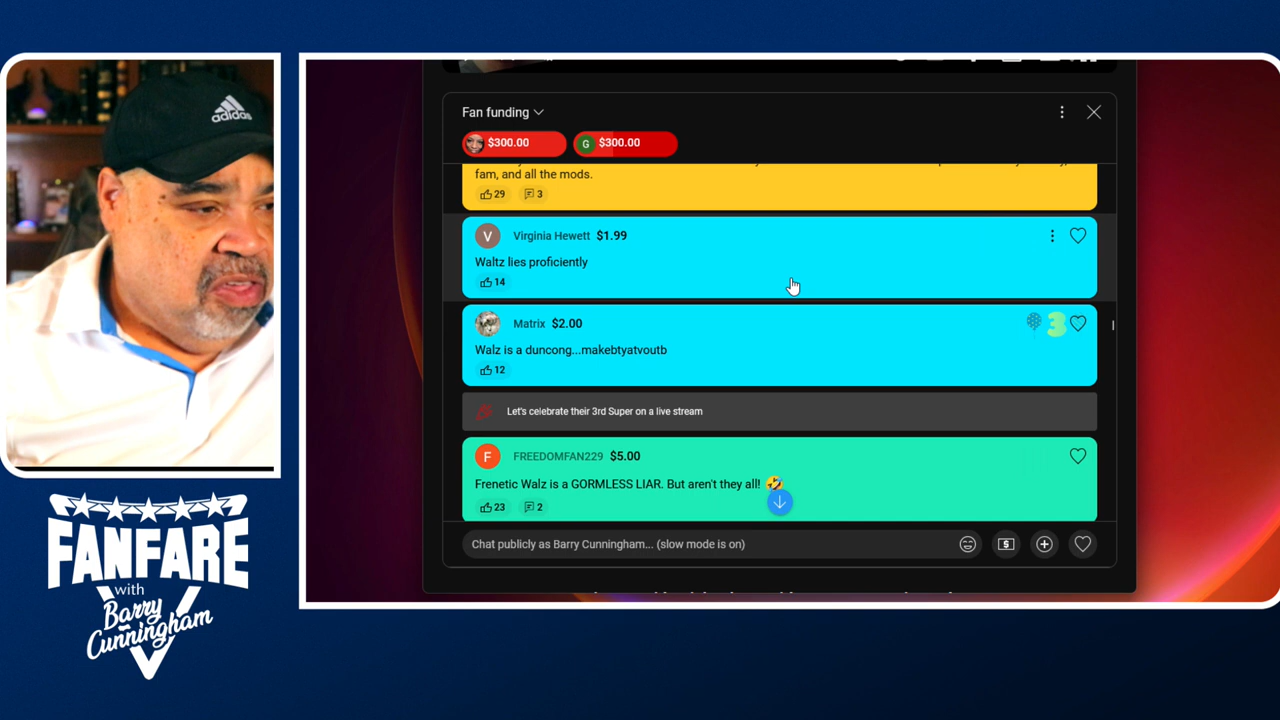 adidas
Fan funding
$300.00
G $300.00
fam, and all the mods.
29 3
V Virginia Hewett $1.99
Waltz lies proficiently
14
Matrix $2.00 3
Walz is a duncong...makebtyatvoutb
12
Let's celebrate their 3rd Super on a live stream
F FREEDOMFAN229 $5.00
Frenetic Walz is a GORMLESS LIAR. But aren't they all! 🤣
23 2
Chat publicly as Barry Cunningham... (slow mode is on)
FANFARE
with
Barry
Cunningham